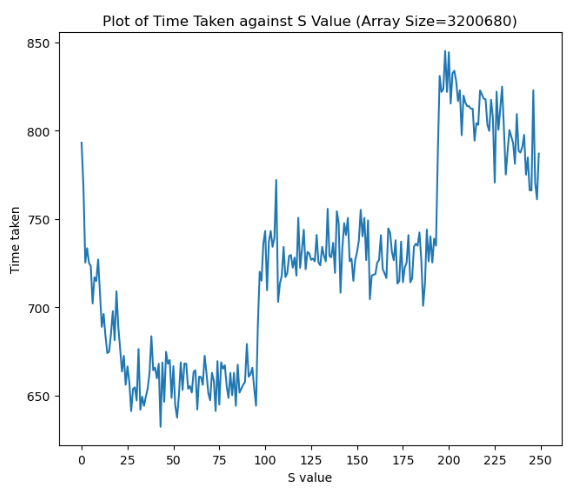 Plot of Time Taken against S Value (Array Size=3200680)
850
800
750
700
650
Time taken
0 25 50 75 100 125 150 175 200 225 250
S value